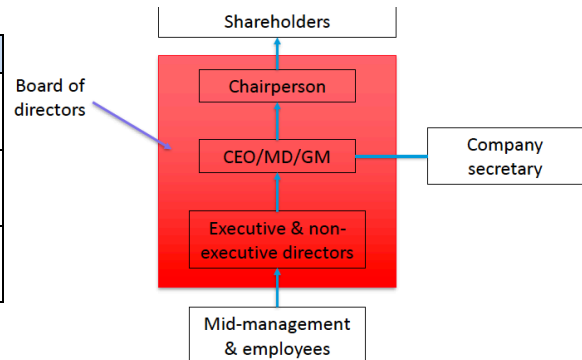 Shareholders
Board of
directors
Chairperson
CEO/MD/GM
Company
secretary
Executive & non-
executive directors
Mid-management
& employees